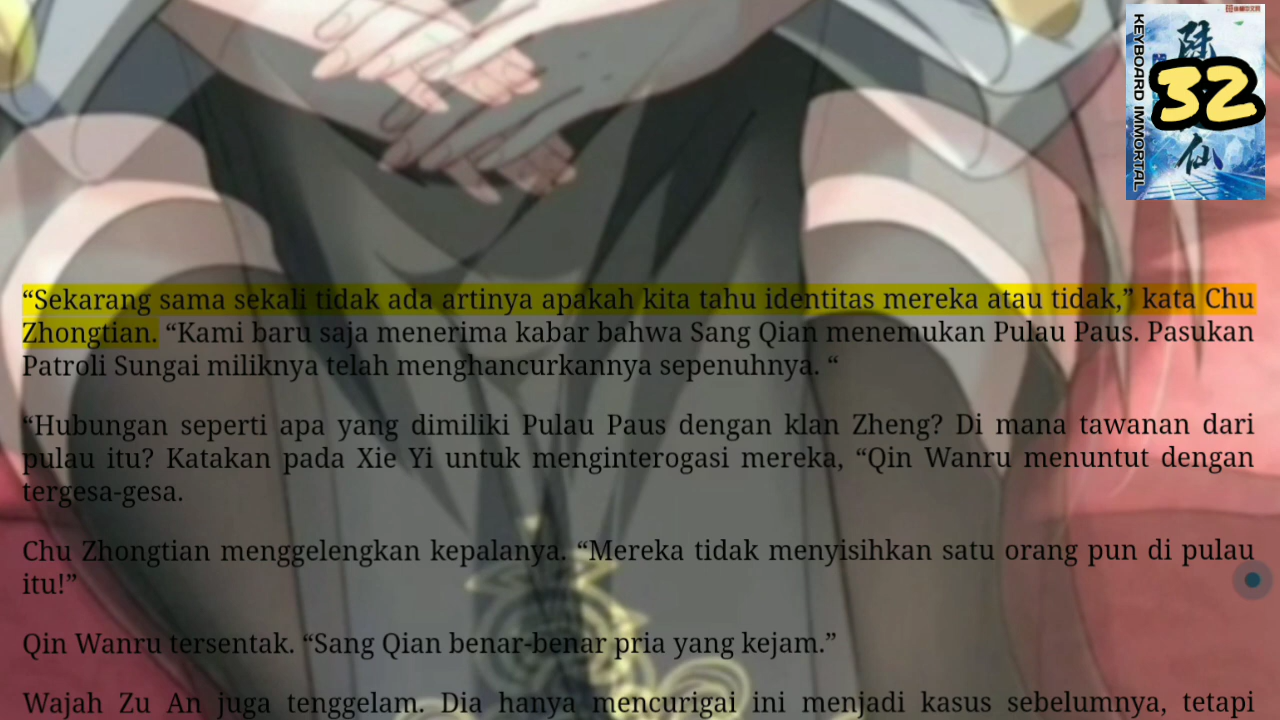 KEYBOARD IMMORTAL
陆
仙
32
“Sekarang sama sekali tidak ada artinya apakah kita tahu identitas mereka atau tidak,” kata Chu
Zhongtian. “Kami baru saja menerima kabar bahwa Sang Qian menemukan Pulau Paus. Pasukan
Patroli Sungai miliknya telah menghancurkannya sepenuhnya. “
“Hubungan seperti apa yang dimiliki Pulau Paus dengan klan Zheng? Di mana tawanan dari
pulau itu? Katakan pada Xie Yi untuk menginterogasi mereka, “Qin Wanru menuntut dengan
tergesa-gesa.
Chu Zhongtian menggelengkan kepalanya. “Mereka tidak menyisihkan satu orang pun di pulau
itu!”
Qin Wanru tersentak. “Sang Qian benar-benar pria yang kejam.”
Wajah Zu An juga tenggelam. Dia hanya mencurigai ini menjadi kasus sebelumnya, tetapi